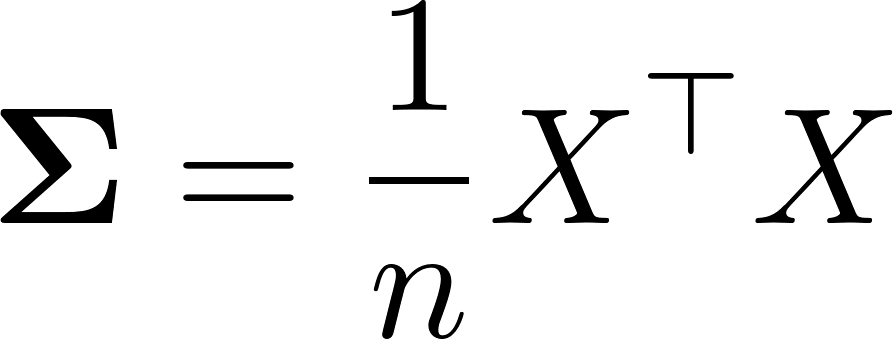 𝚺 = 1/n X⊤ X